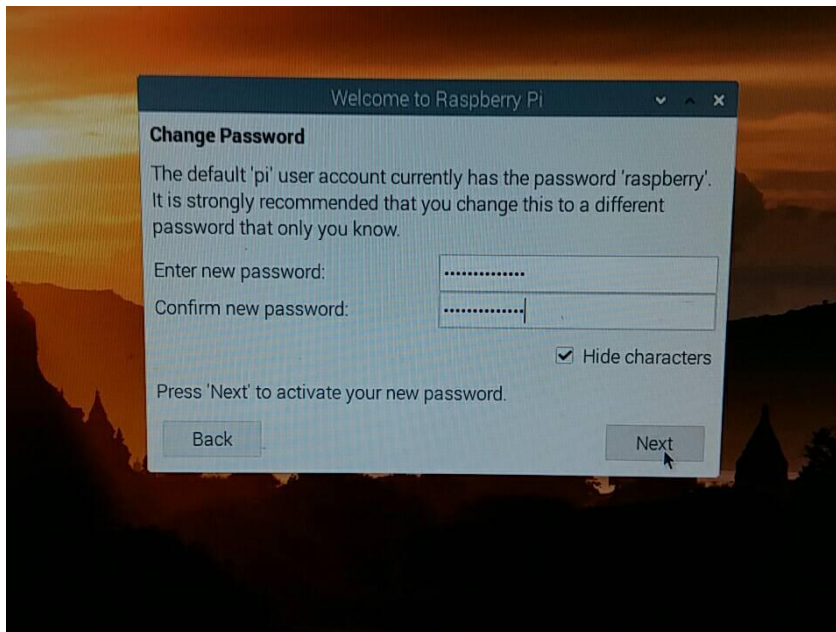 Welcome to Raspberry Pi
Change Password
The default 'pi' user account currently has the password 'raspberry'.
It is strongly recommended that you change this to a different
password that only you know.
Enter new password: ••••••••••••••
Confirm new password: ••••••••••••••
Hide characters
Press 'Next' to activate your new password.
Back Next